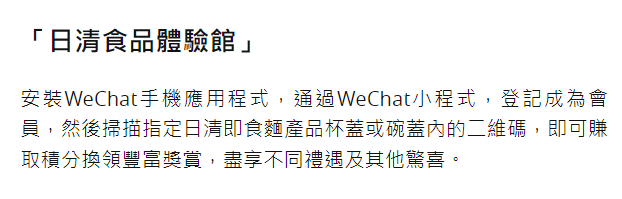 「日清食品體驗館」
安裝WeChat手機應用程式，通過WeChat小程式，登記成為會
員，然後掃描指定日清即食麵產品杯蓋或碗蓋內的二維碼，即可賺
取積分換領豐富獎賞，盡享不同禮遇及其他驚喜。